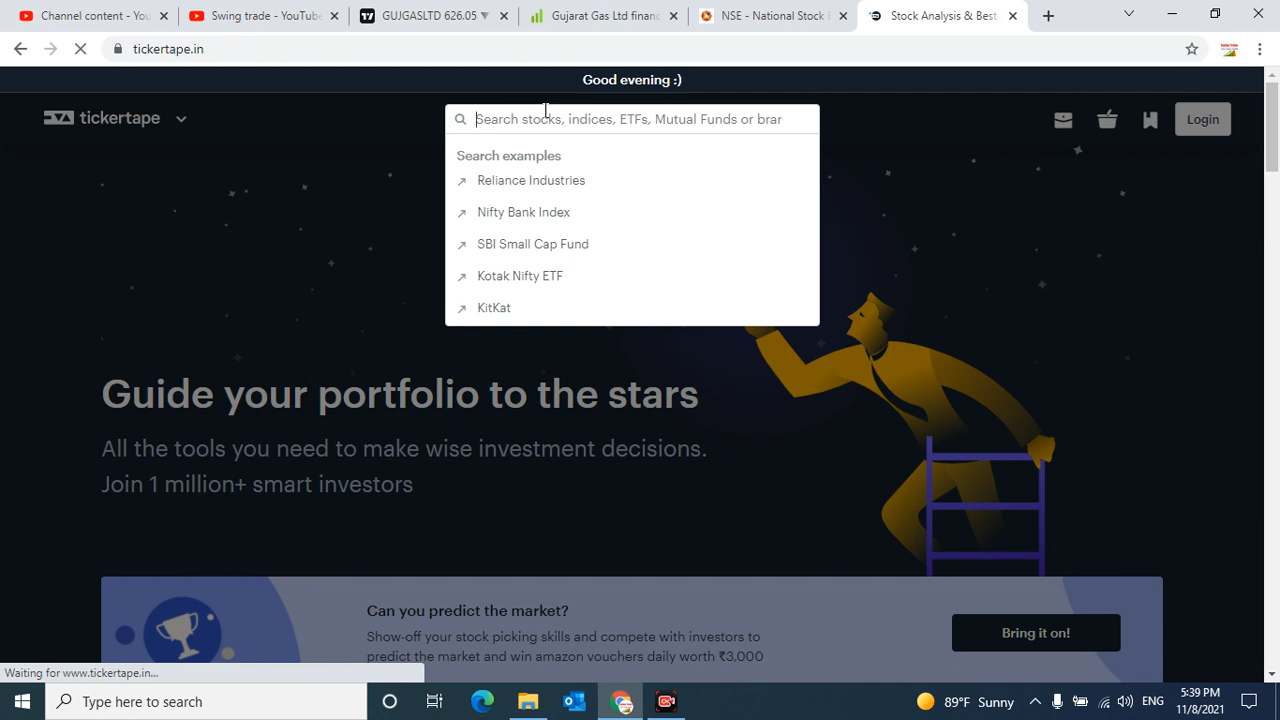 Channel content - You
Swing trade - YouTube
GUJGASLTD 626.05 ▼
Gujarat Gas Ltd financ
NSE - National Stock E
Stock Analysis & Best
tickertape.in
Good evening :)
tickertape
Search stocks, indices, ETFs, Mutual Funds or brar
Login
Search examples
Reliance Industries
Nifty Bank Index
SBI Small Cap Fund
Kotak Nifty ETF
KitKat
Guide your portfolio to the stars
All the tools you need to make wise investment decisions.
Join 1 million+ smart investors
Can you predict the market?
Show-off your stock picking skills and compete with investors to
predict the market and win amazon vouchers daily worth ₹3,000
Bring it on!
Waiting for www.tickertape.in...
Type here to search
89°F Sunny
ENG
5:39 PM
11/8/2021